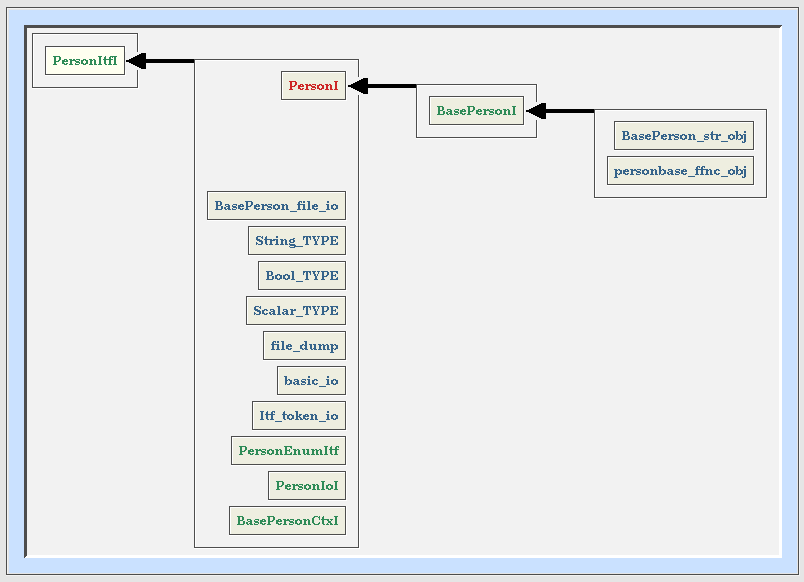 PersonItfI
PersonI
BasePersonI
BasePerson_str_obj
personbase_ffnc_obj
BasePerson_file_io
String_TYPE
Bool_TYPE
Scalar_TYPE
file_dump
basic_io
Itf_token_io
PersonEnumItf
PersonIoI
BasePersonCtxI